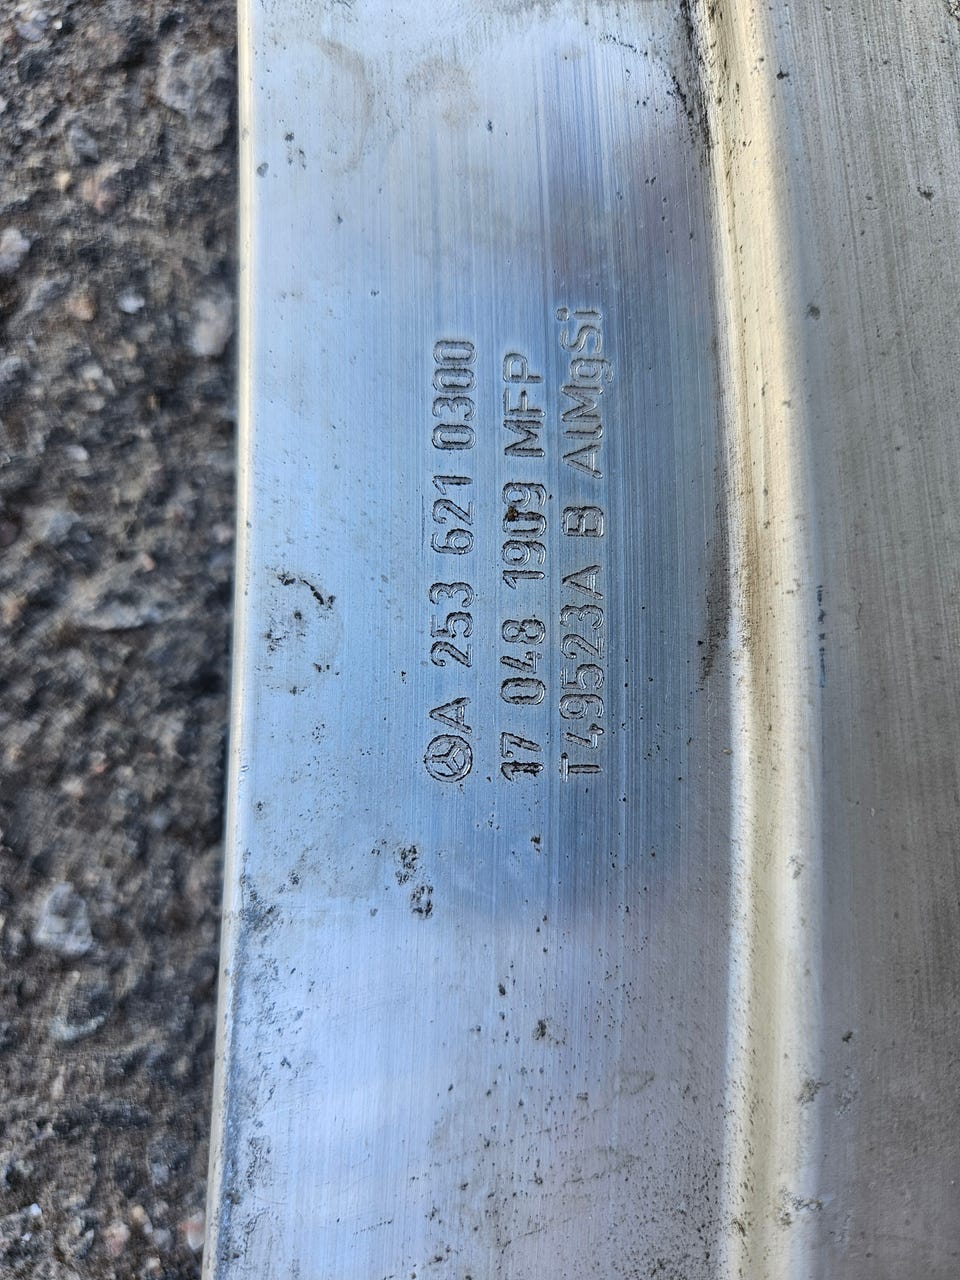 A 253 621 0300
17 048 1909 MFP
T49523A B AlMgSi